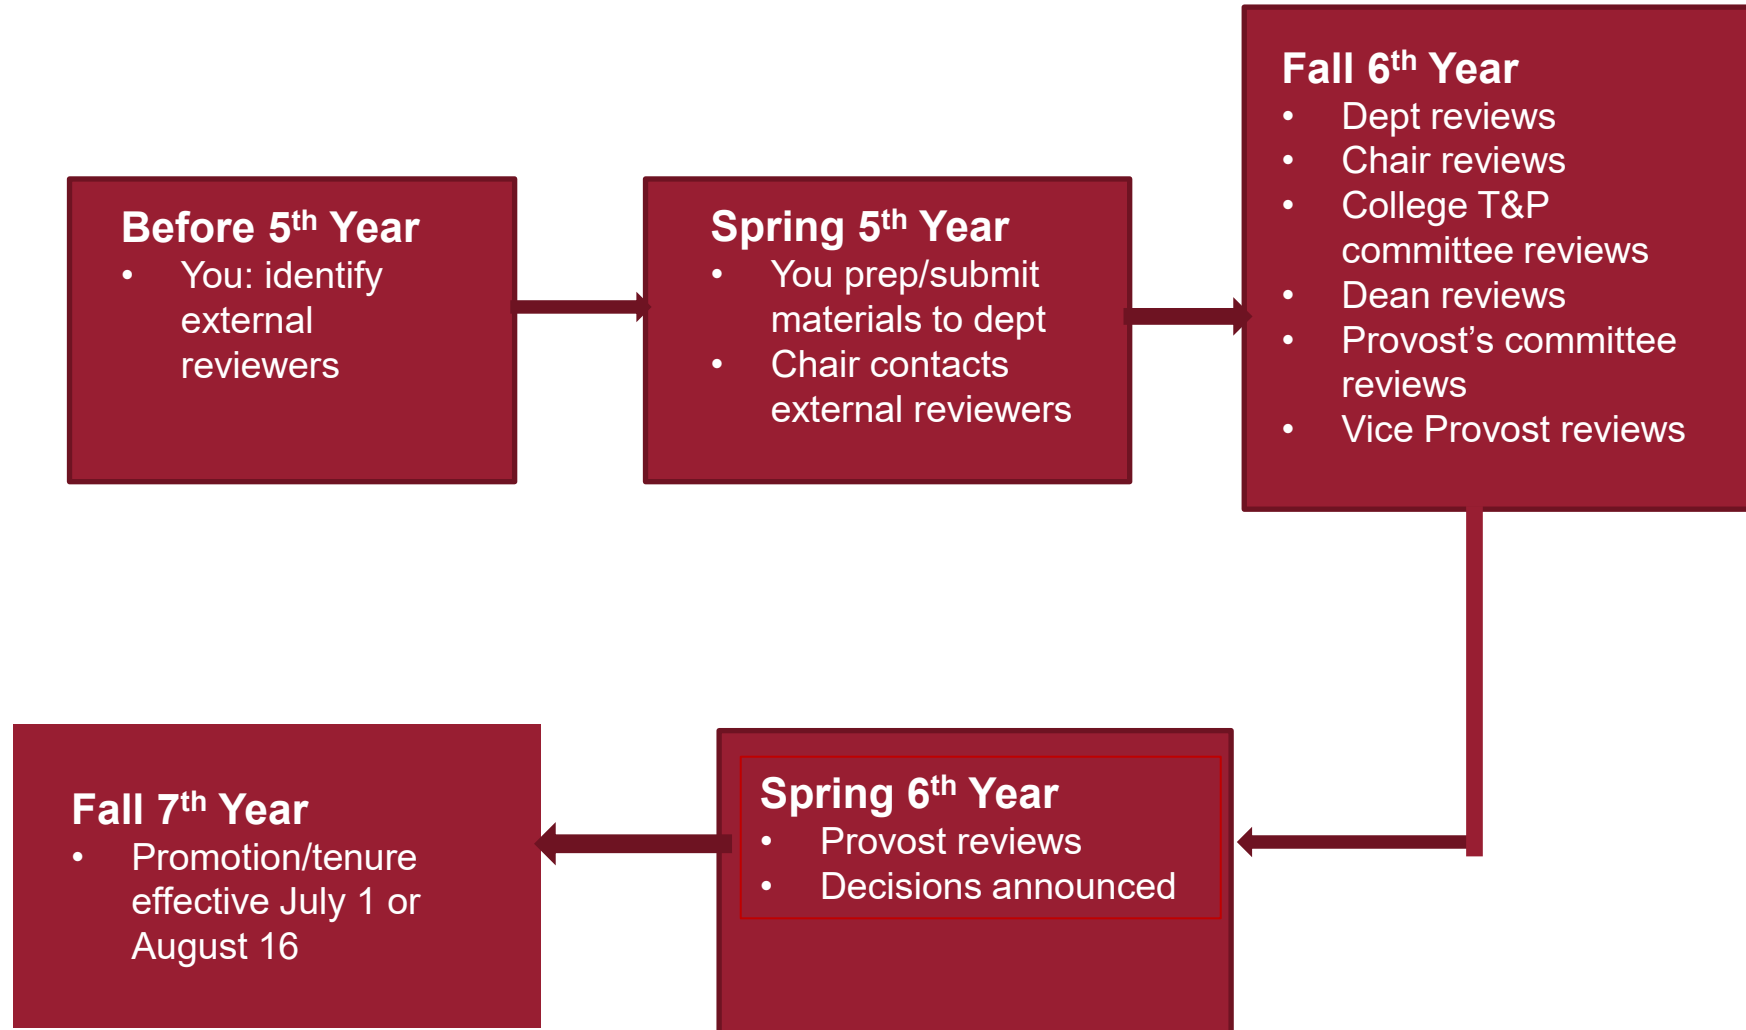 Before 5th Year
• You: identify
external
reviewers
Spring 5th Year
• You prep/submit
materials to dept
• Chair contacts
external reviewers
Fall 6th Year
• Dept reviews
• Chair reviews
• College T&P
committee reviews
• Dean reviews
• Provost’s committee
reviews
• Vice Provost reviews
Spring 6th Year
• Provost reviews
• Decisions announced
Fall 7th Year
• Promotion/tenure
effective July 1 or
August 16